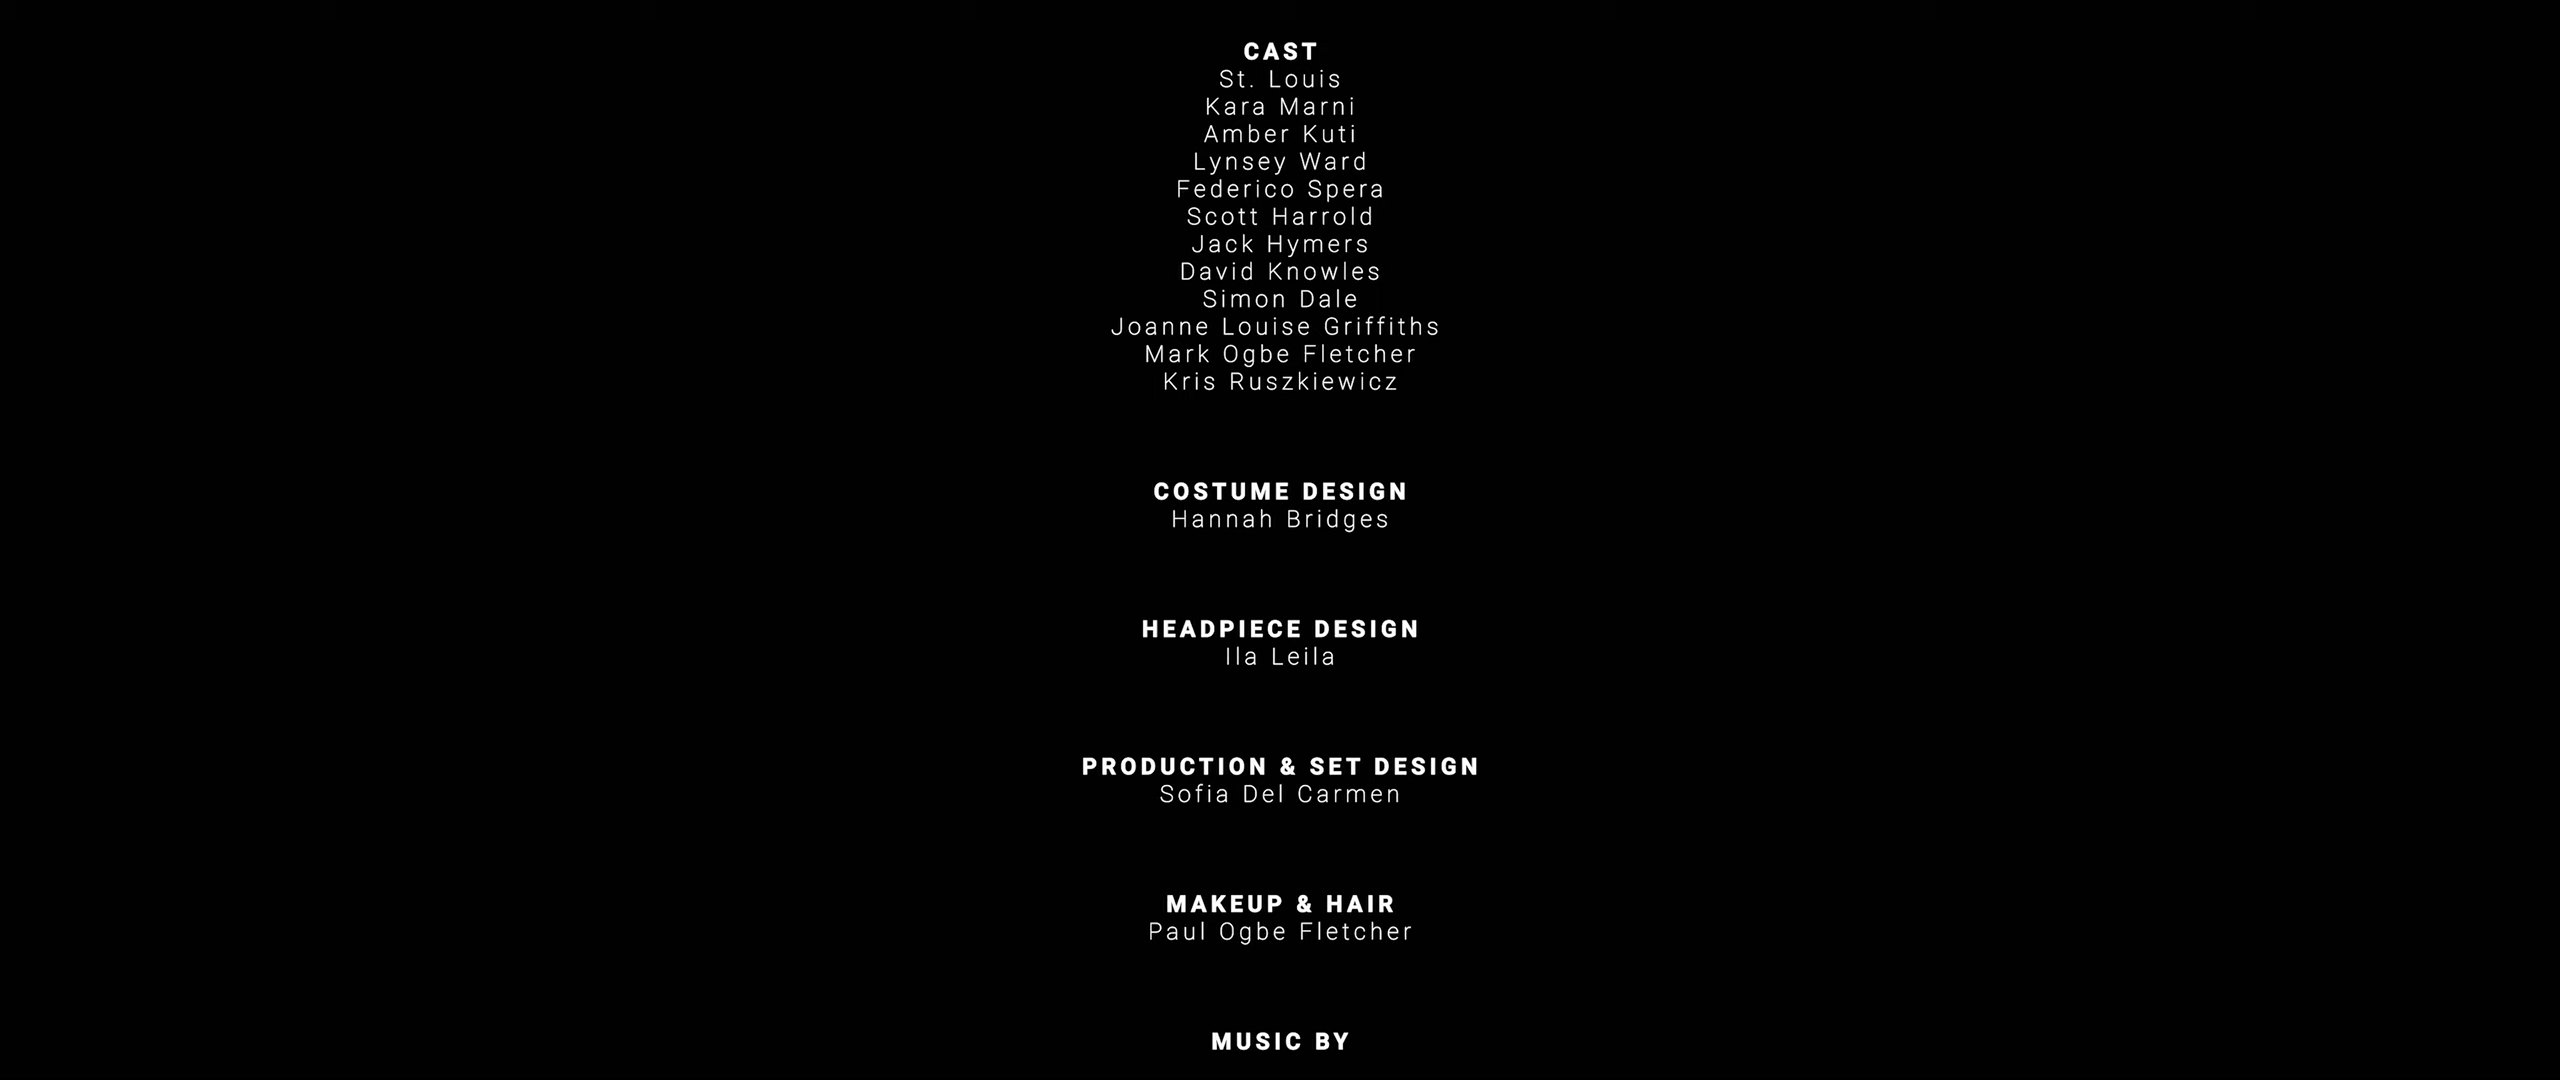 CAST
St. Louis
Kara Marni
Amber Kuti
Lynsey Ward
Federico Spera
Scott Harrold
Jack Hymers
David Knowles
Simon Dale
Joanne Louise Griffiths
Mark Ogbe Fletcher
Kris Ruszkiewicz
COSTUME DESIGN
Hannah Bridges
HEADPIECE DESIGN
Ila Leila
PRODUCTION & SET DESIGN
Sofia Del Carmen
MAKEUP & HAIR
Paul Ogbe Fletcher
MUSIC BY